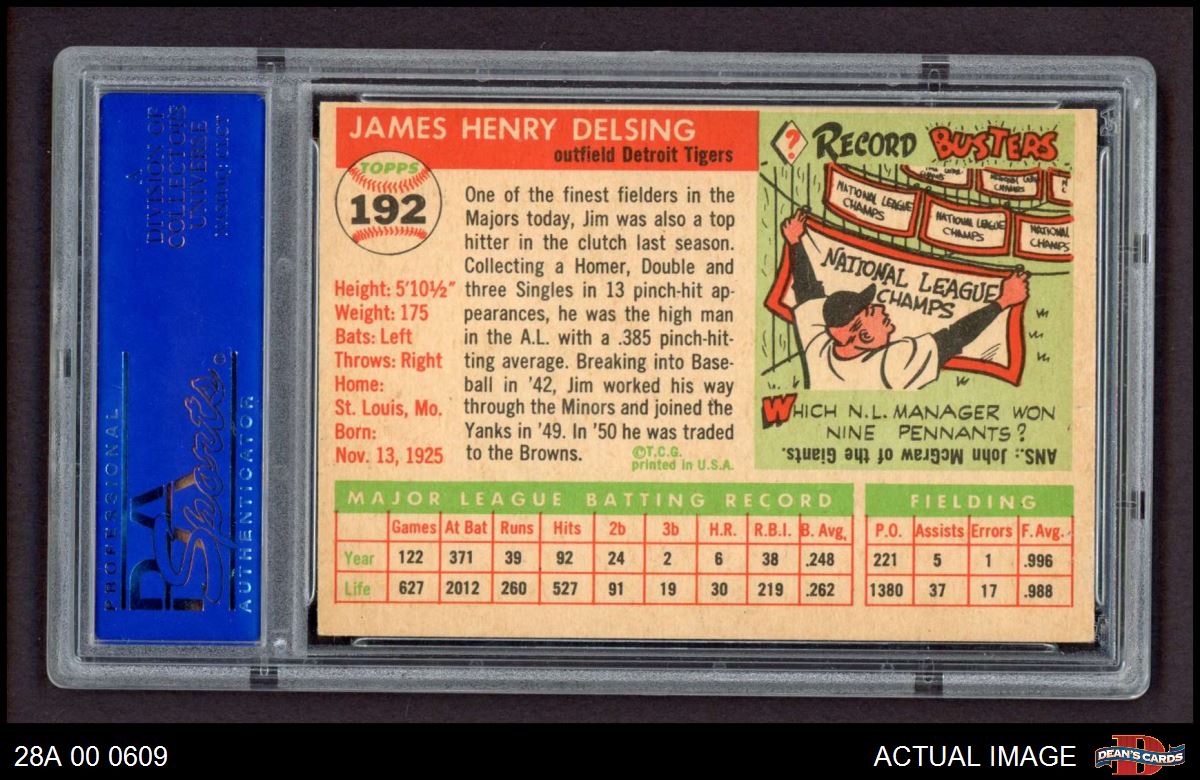 A
DIVISION OF
COLLECTORS
UNIVERSE
NASDAQ: CLCT
PROFESSIONAL
PSA
Sports
AUTHENTICATOR
JAMES HENRY DELSING
outfield Detroit Tigers
TOPPS
192
Height: 5'10½"
Weight: 175
Bats: Left
Throws: Right
Home:
St. Louis, Mo.
Born:
Nov. 13, 1925
One of the finest fielders in the
Majors today, Jim was also a top
hitter in the clutch last season.
Collecting a Homer, Double and
three Singles in 13 pinch-hit ap-
pearances, he was the high man
in the A.L. with a .385 pinch-hit-
ting average. Breaking into Base-
ball in '42, Jim worked his way
through the Minors and joined the
Yanks in '49. In '50 he was traded
to the Browns.
©T.C.G.
printed in U.S.A.
? RECORD BUSTERS
NATIONAL LEAGUE
CHAMPS
NATIONAL LEAGUE
CHAMPS
NATIONAL
CHAMPS
NATIONAL LEAGUE
CHAMPS
WHICH N.L. MANAGER WON
NINE PENNANTS?
ANS.: John McGraw of the Giants.
MAJOR LEAGUE BATTING RECORD FIELDING
Games At Bat Runs Hits 2b 3b H.R. R.B.I. B. Avg. P.O. Assists Errors F. Avg.
Year 122 371 39 92 24 2 6 38 .248 221 5 1 .996
Life 627 2012 260 527 91 19 30 219 .262 1380 37 17 .988
28A 00 0609
ACTUAL IMAGE
DEAN'S CARDS